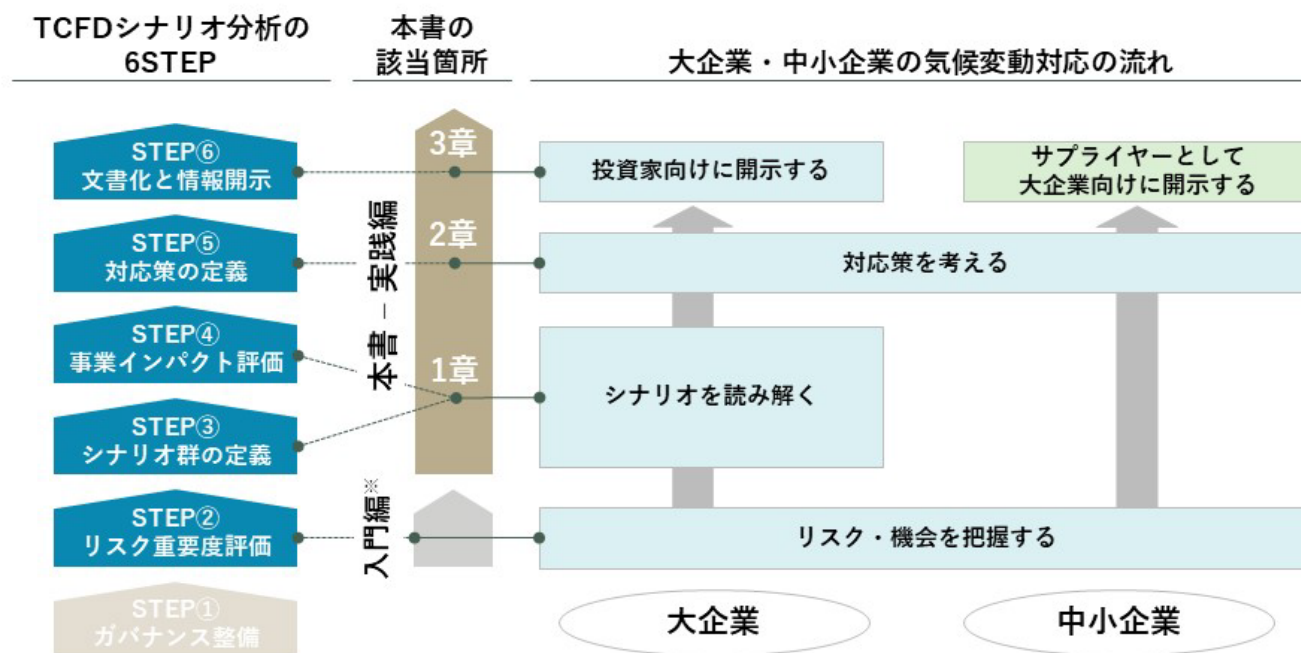 TCFDシナリオ分析の
6STEP
本書の
該当箇所
大企業・中小企業の気候変動対応の流れ
STEP⑥
文書化と情報開示
3章
投資家向けに開示する
サプライヤーとして
大企業向けに開示する
STEP⑤
対応策の定義
2章
対応策を考える
STEP④
事業インパクト評価
本書 – 実践編
1章
シナリオを読み解く
STEP③
シナリオ群の定義
STEP②
リスク重要度評価
入門編※
リスク・機会を把握する
STEP①
ガバナンス整備
大企業
中小企業